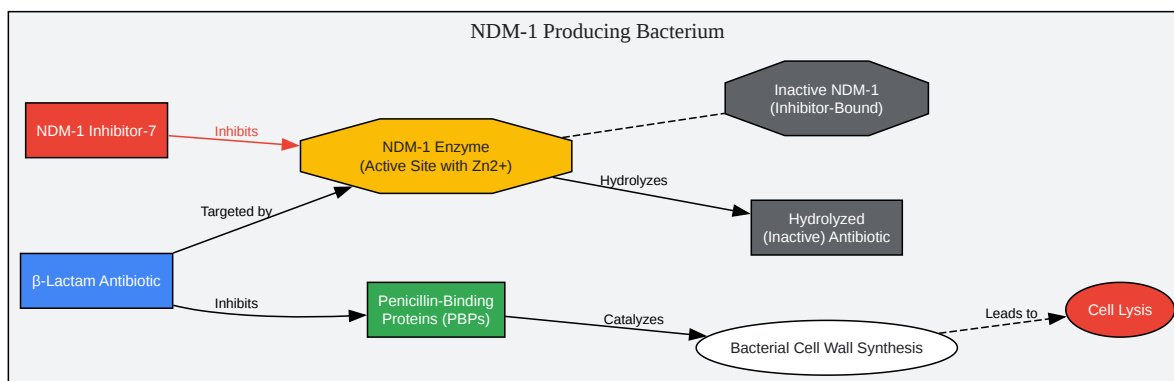 NDM-1 Producing Bacterium
Inactive NDM-1
(Inhibitor-Bound)
NDM-1 Inhibitor-7
Inhibits
NDM-1 Enzyme
(Active Site with Zn2+)
Hydrolyzes
Targeted by
Hydrolyzed
(Inactive) Antibiotic
β-Lactam Antibiotic
Inhibits
Penicillin-Binding
Proteins (PBPs)
Catalyzes
Bacterial Cell Wall Synthesis
Leads to
Cell Lysis